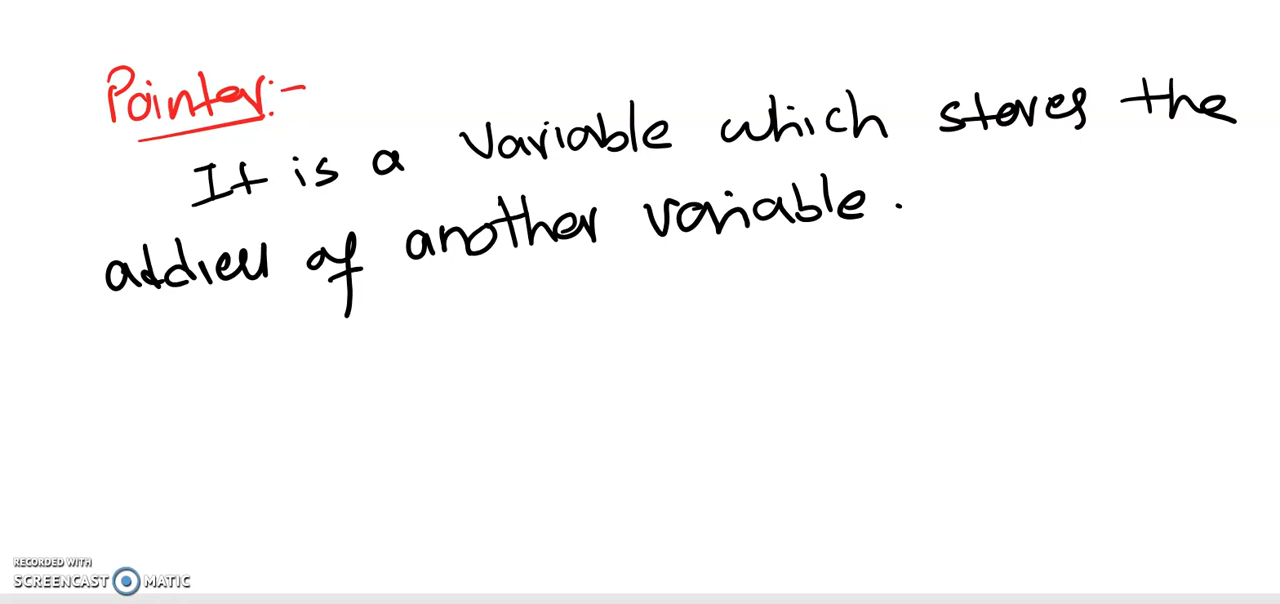 Pointer:-
It is a variable which stores the
address of another variable.
RECORDED WITH
SCREENCAST MATIC